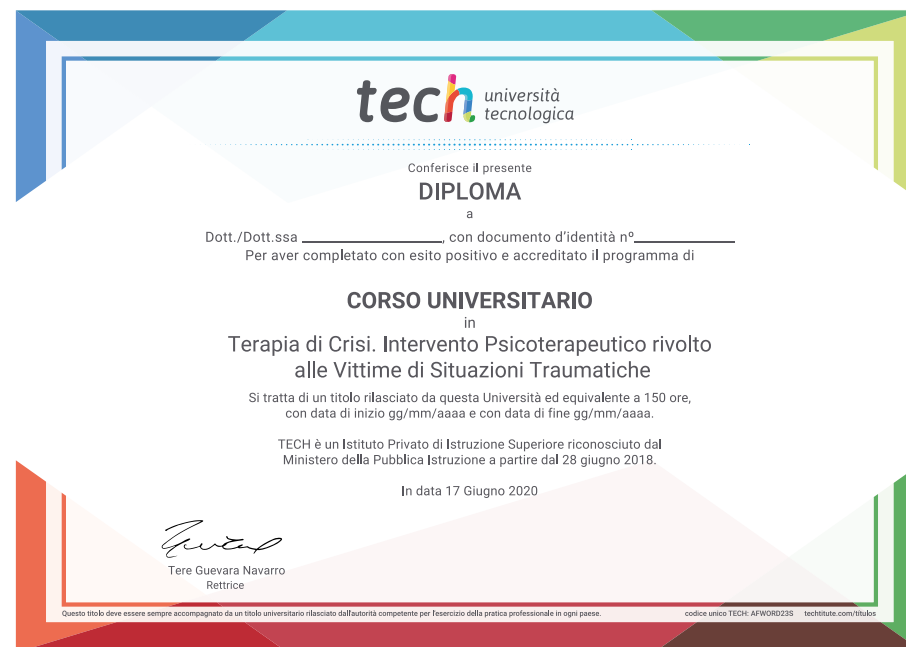 tech università
tecnologica
Conferisce il presente
DIPLOMA
a
Dott./Dott.ssa ____________________, con documento d'identità nº______________
Per aver completato con esito positivo e accreditato il programma di
CORSO UNIVERSITARIO
in
Terapia di Crisi. Intervento Psicoterapeutico rivolto
alle Vittime di Situazioni Traumatiche
Si tratta di un titolo rilasciato da questa Università ed equivalente a 150 ore,
con data di inizio gg/mm/aaaa e con data di fine gg/mm/aaaa.
TECH è un Istituto Privato di Istruzione Superiore riconosciuto dal
Ministero della Pubblica Istruzione a partire dal 28 giugno 2018.
In data 17 Giugno 2020
Tere Guevara Navarro
Rettrice
Questo titolo deve essere sempre accompagnato da un titolo universitario rilasciato dall'autorità competente per l'esercizio della pratica professionale in ogni paese. codice unico TECH: AFWORD23S techtitute.com/títulos